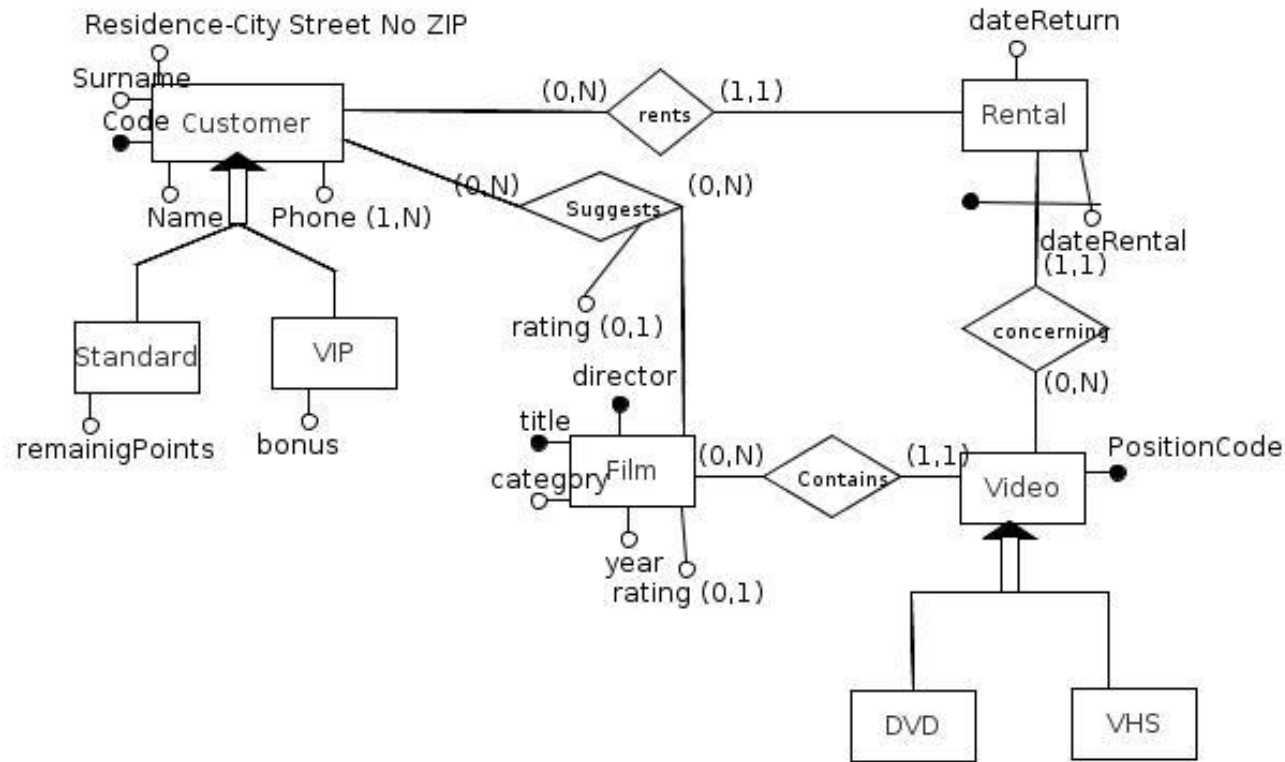 Residence-City Street No ZIP
dateReturn
Surname
(0,N)
(1,1)
Code
Customer
rents
Rental
(0,N)
(0,N)
Name
Phone (1,N)
Suggests
dateRental
(1,1)
rating (0,1)
concerning
Standard
VIP
director
(0,N)
remainigPoints
bonus
title
PositionCode
category
Film
(0,N)
Contains
(1,1)
Video
year
rating (0,1)
DVD
VHS